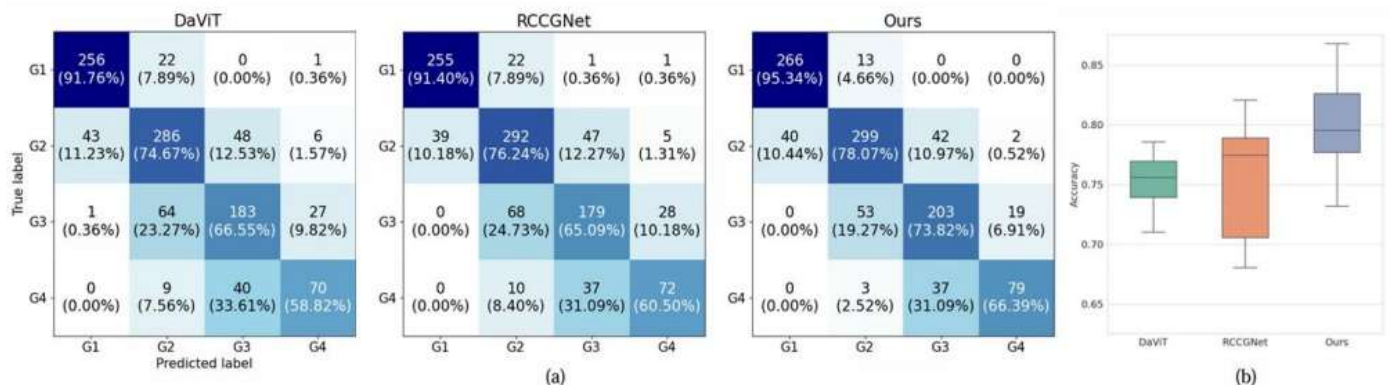 DaViT RCCGNet Ours
G1 256 22 0 1 G1 255 22 1 1 G1 266 13 0 0
(91.76%) (7.89%) (0.00%) (0.36%) (91.40%) (7.89%) (0.36%) (0.36%) (95.34%) (4.66%) (0.00%) (0.00%)
G2 43 286 48 6 G2 39 292 47 5 G2 40 299 42 2
(11.23%) (74.67%) (12.53%) (1.57%) (10.18%) (76.24%) (12.27%) (1.31%) (10.44%) (78.07%) (10.97%) (0.52%)
True label
G3 1 64 183 27 G3 0 68 179 28 G3 0 53 203 19
(0.36%) (23.27%) (66.55%) (9.82%) (0.00%) (24.73%) (65.09%) (10.18%) (0.00%) (19.27%) (73.82%) (6.91%)
G4 0 9 40 70 G4 0 10 37 72 G4 0 3 37 79
(0.00%) (7.56%) (33.61%) (58.82%) (0.00%) (8.40%) (31.09%) (60.50%) (0.00%) (2.52%) (31.09%) (66.39%)
G1 G2 G3 G4 G1 G2 G3 G4 G1 G2 G3 G4
Predicted label
(a)
0.85
0.80
0.75
0.70
0.65
Accuracy
DaViT RCCGNet Ours
(b)